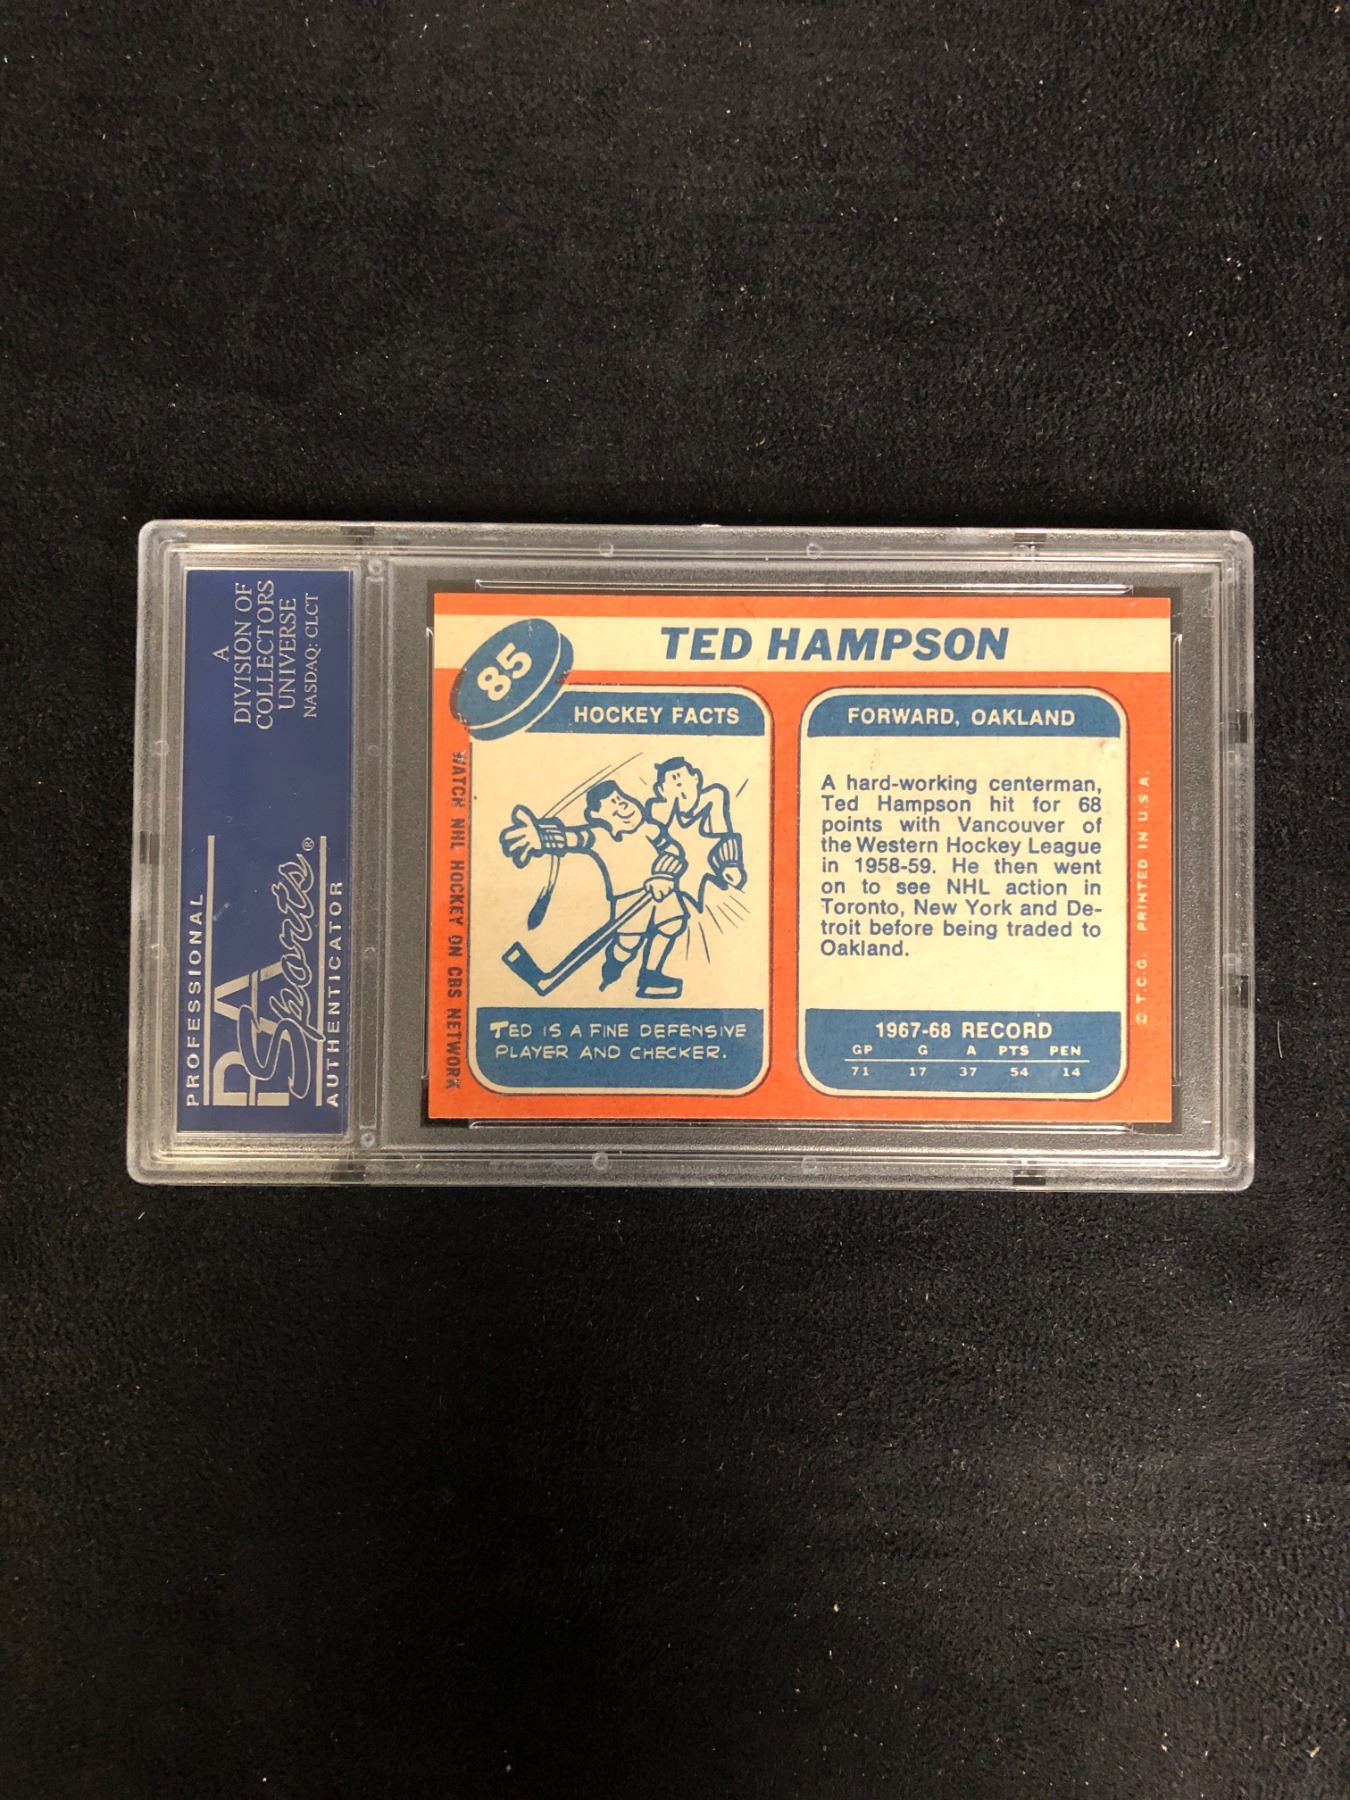 A
DIVISION OF
COLLECTORS
UNIVERSE
NASDAQ: CLCT
PROFESSIONAL
PSA
Sports®
AUTHENTICATOR
85
TED HAMPSON
HOCKEY FACTS
TED IS A FINE DEFENSIVE
PLAYER AND CHECKER.
WATCH NHL HOCKEY ON CBS NETWORK
FORWARD, OAKLAND
A hard-working centerman,
Ted Hampson hit for 68
points with Vancouver of
the Western Hockey League
in 1958-59. He then went
on to see NHL action in
Toronto, New York and De-
troit before being traded to
Oakland.
1967-68 RECORD
GP G A PTS PEN
71 17 37 54 14
© T.C.G. PRINTED IN U.S.A.